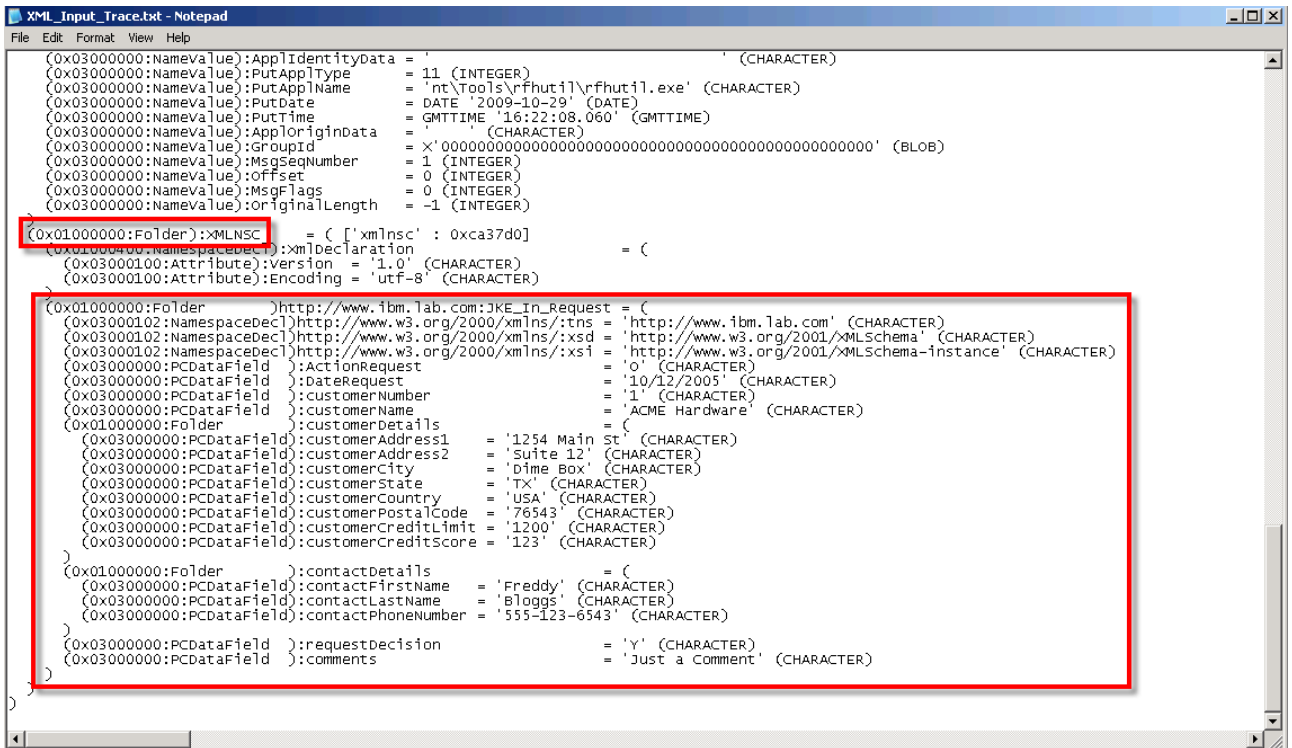 XML_Input_Trace.txt - Notepad
File Edit Format View Help
(0x03000000:NameValue):ApplIdentityData = '                                ' (CHARACTER)
(0x03000000:NameValue):PutApplType      = 11 (INTEGER)
(0x03000000:NameValue):PutApplName      = 'nt\Tools\rfhutil\rfhutil.exe' (CHARACTER)
(0x03000000:NameValue):PutDate          = DATE '2009-10-29' (DATE)
(0x03000000:NameValue):PutTime          = GMTTIME '16:22:08.060' (GMTTIME)
(0x03000000:NameValue):ApplOriginData   = '    ' (CHARACTER)
(0x03000000:NameValue):GroupId          = X'000000000000000000000000000000000000000000000000' (BLOB)
(0x03000000:NameValue):MsgSeqNumber     = 1 (INTEGER)
(0x03000000:NameValue):Offset           = 0 (INTEGER)
(0x03000000:NameValue):MsgFlags         = 0 (INTEGER)
(0x03000000:NameValue):OriginalLength   = -1 (INTEGER)
)
(0x01000000:Folder):XMLNSC     = ( ['xmlnsc' : 0xca37d0]
(0x01000400:NamespaceDecl):XmlDeclaration                     = (
(0x03000100:Attribute):Version  = '1.0' (CHARACTER)
(0x03000100:Attribute):Encoding = 'utf-8' (CHARACTER)
)
(0x01000000:Folder       )http://www.ibm.lab.com:JKE_In_Request = (
(0x03000102:NamespaceDecl)http://www.w3.org/2000/xmlns/:tns = 'http://www.ibm.lab.com' (CHARACTER)
(0x03000102:NamespaceDecl)http://www.w3.org/2000/xmlns/:xsd = 'http://www.w3.org/2001/XMLSchema' (CHARACTER)
(0x03000102:NamespaceDecl)http://www.w3.org/2000/xmlns/:xsi = 'http://www.w3.org/2001/XMLSchema-instance' (CHARACTER)
(0x03000000:PCDataField  ):ActionRequest                    = 'O' (CHARACTER)
(0x03000000:PCDataField  ):DateRequest                      = '10/12/2005' (CHARACTER)
(0x03000000:PCDataField  ):customerNumber                   = '1' (CHARACTER)
(0x03000000:PCDataField  ):customerName                     = 'ACME Hardware' (CHARACTER)
(0x01000000:Folder       ):customerDetails                  = (
(0x03000000:PCDataField):customerAddress1    = '1254 Main St' (CHARACTER)
(0x03000000:PCDataField):customerAddress2    = 'Suite 12' (CHARACTER)
(0x03000000:PCDataField):customerCity        = 'Dime Box' (CHARACTER)
(0x03000000:PCDataField):customerState       = 'TX' (CHARACTER)
(0x03000000:PCDataField):customerCountry     = 'USA' (CHARACTER)
(0x03000000:PCDataField):customerPostalCode  = '76543' (CHARACTER)
(0x03000000:PCDataField):customerCreditLimit = '1200' (CHARACTER)
(0x03000000:PCDataField):customerCreditScore = '123' (CHARACTER)
)
(0x01000000:Folder       ):contactDetails                   = (
(0x03000000:PCDataField):contactFirstName   = 'Freddy' (CHARACTER)
(0x03000000:PCDataField):contactLastName    = 'Bloggs' (CHARACTER)
(0x03000000:PCDataField):contactPhoneNumber = '555-123-6543' (CHARACTER)
)
(0x03000000:PCDataField  ):requestDecision                  = 'Y' (CHARACTER)
(0x03000000:PCDataField  ):comments                         = 'Just a Comment' (CHARACTER)
)
)
)